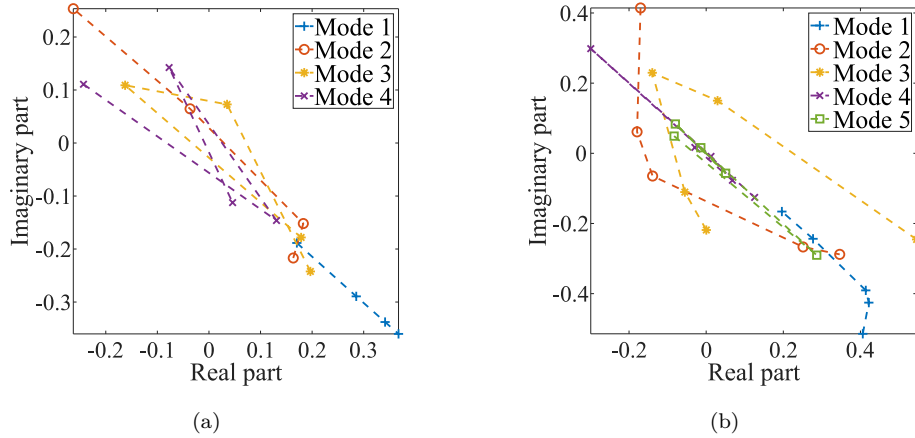 0.2
0.1
0
-0.1
-0.2
-0.3
Imaginary part
-0.2
-0.1
0
0.1
0.2
0.3
Real part
Mode 1
Mode 2
Mode 3
Mode 4
(a)
0.4
0.2
0
-0.2
-0.4
Imaginary part
-0.2
0
0.2
0.4
Real part
Mode 1
Mode 2
Mode 3
Mode 4
Mode 5
(b)